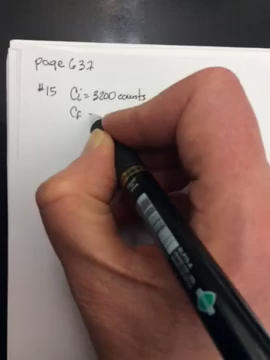 page 637
#15 Ci = 3200 counts
Cf =